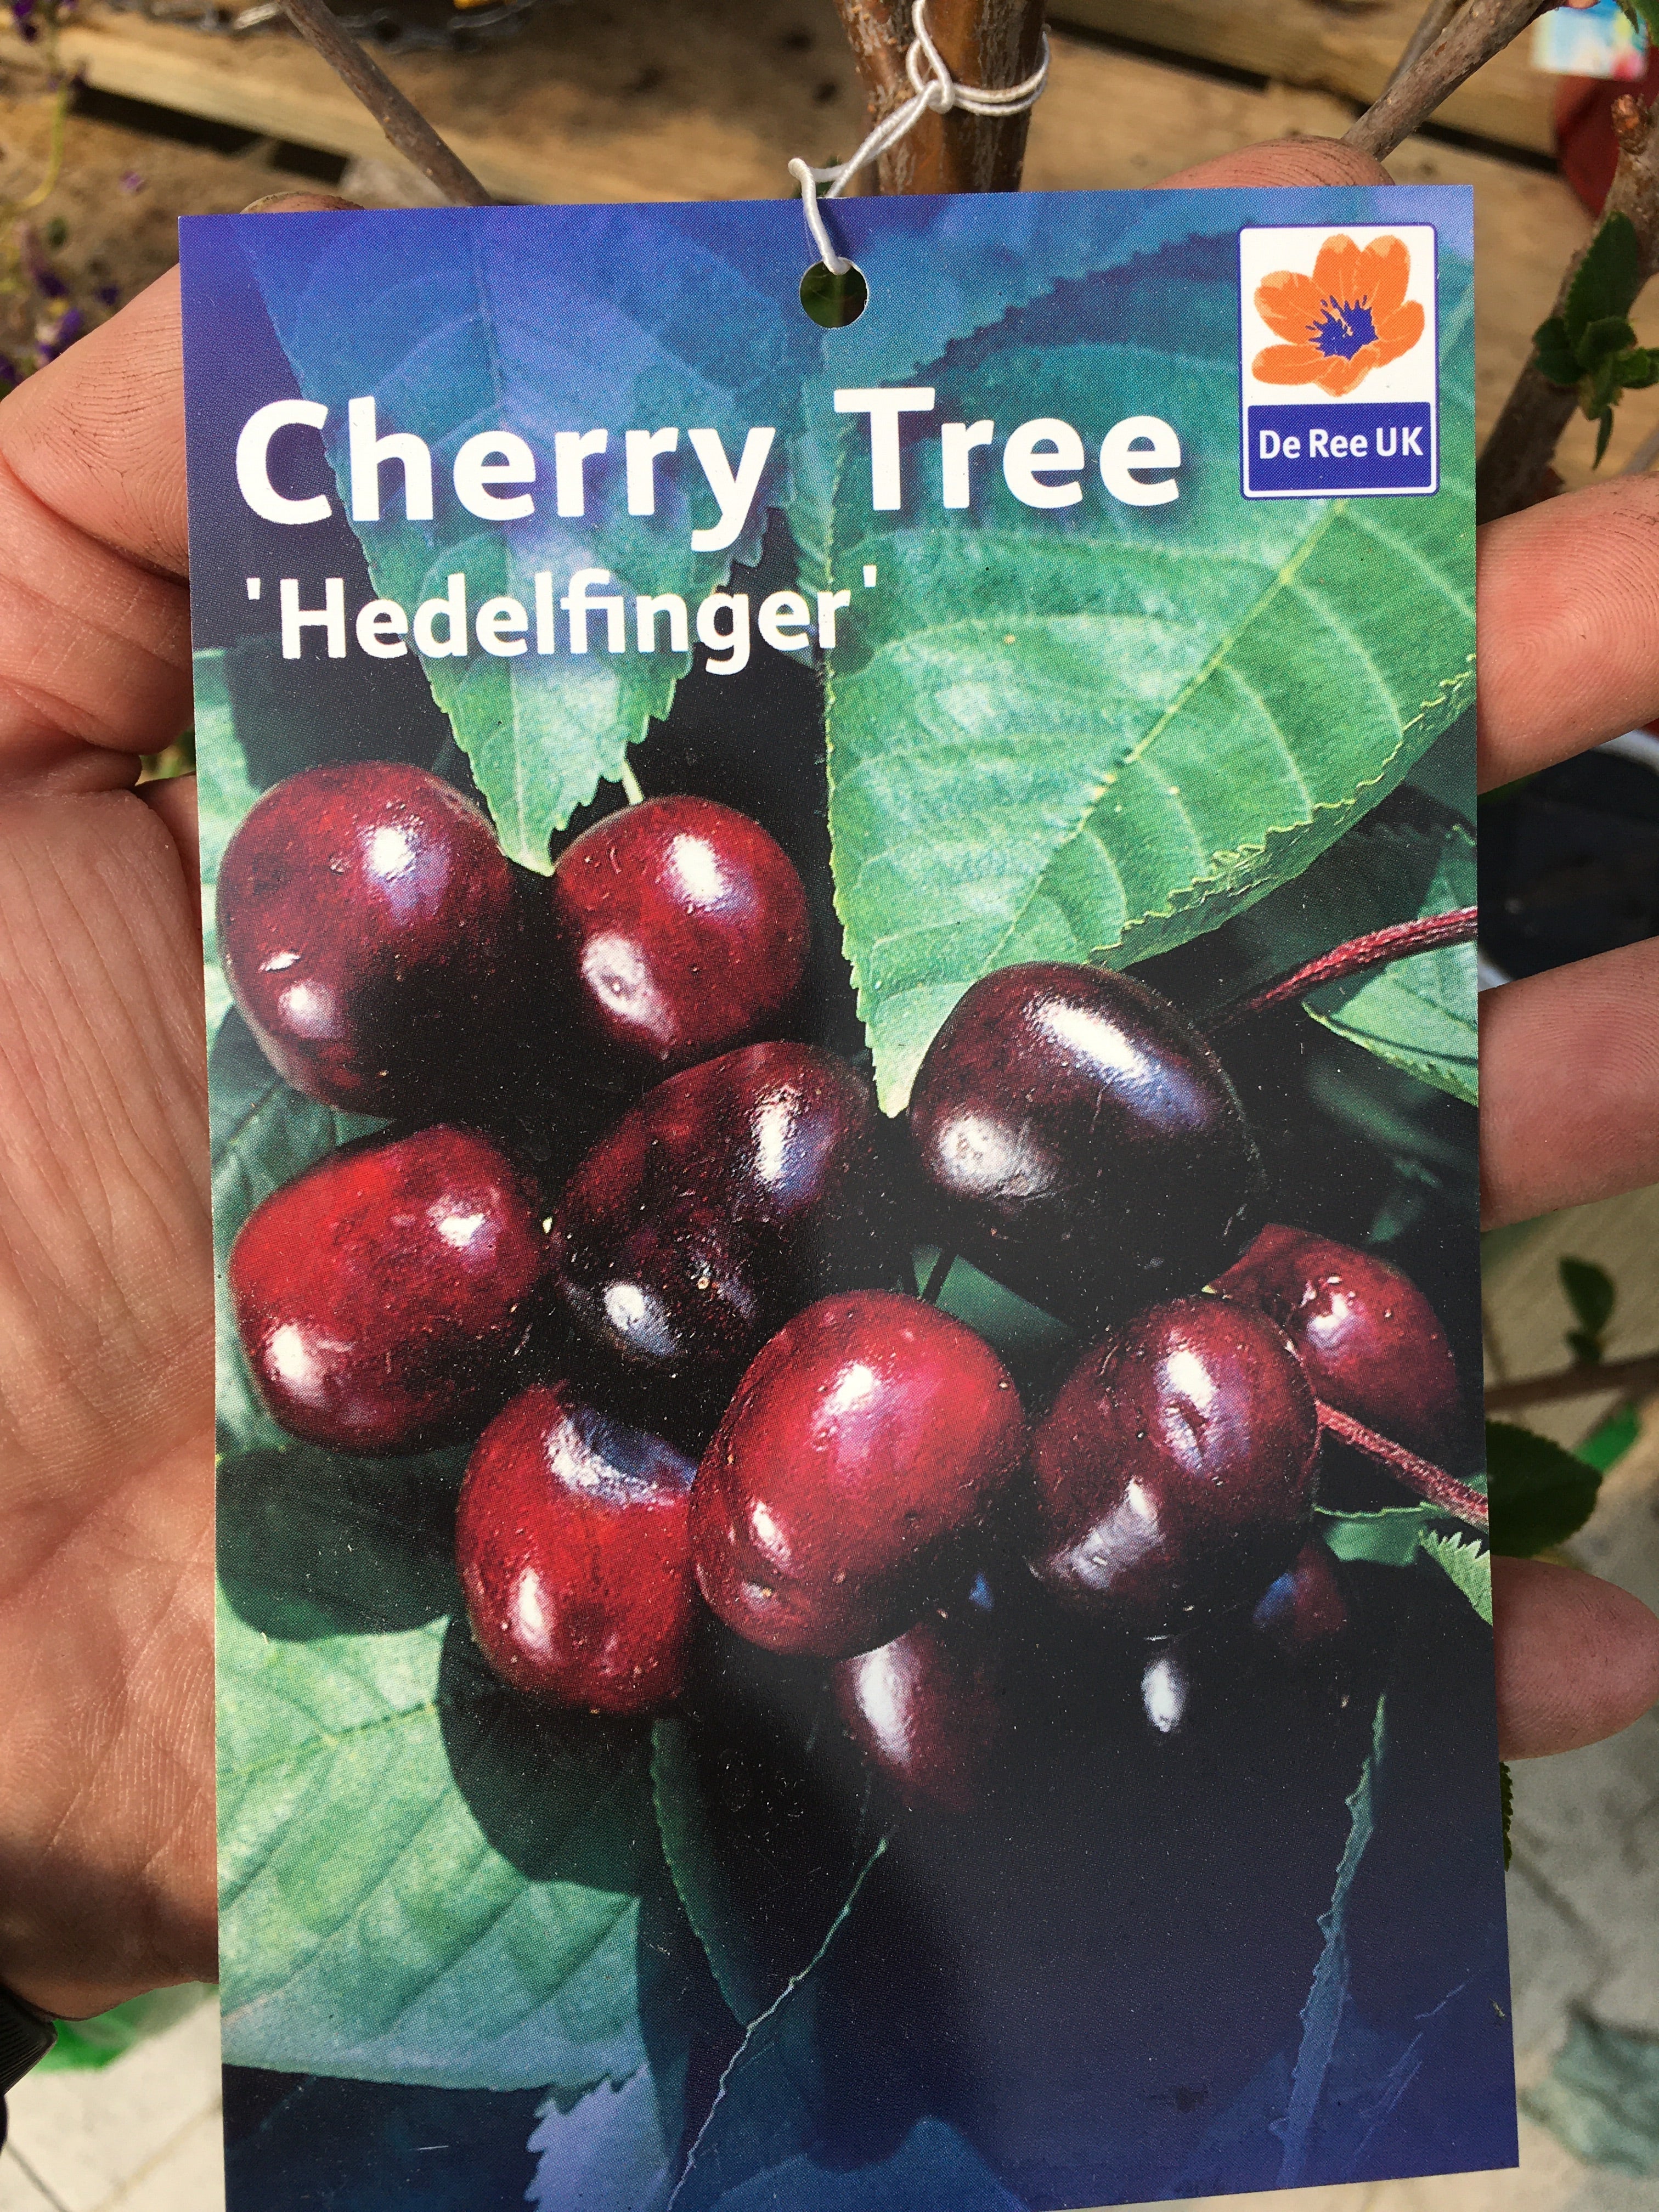 Cherry Tree
De Ree UK
'Hedelfinger'